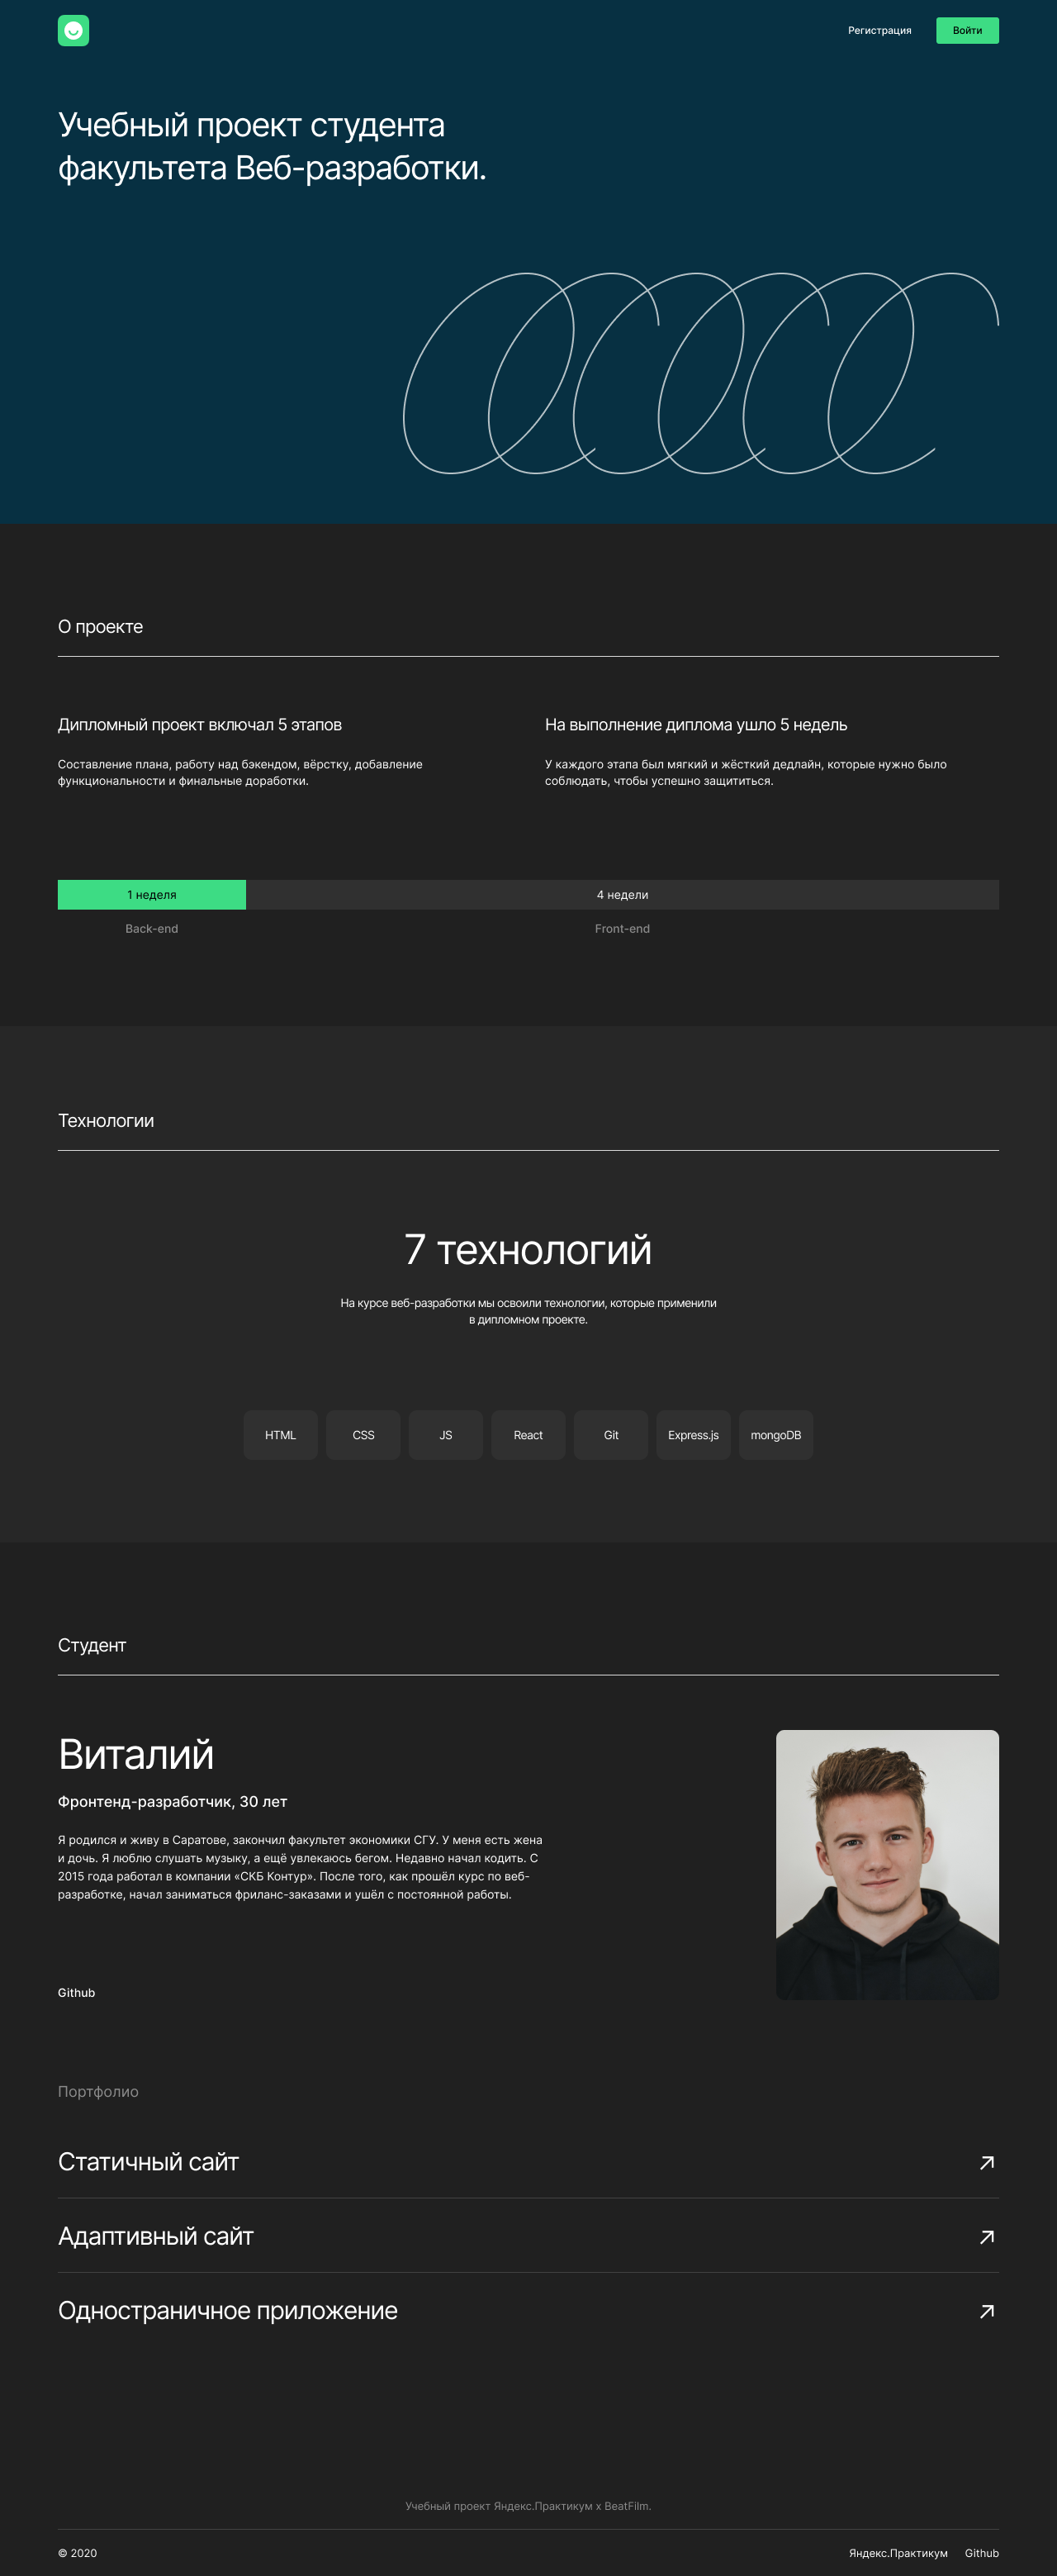 Регистрация
Войти
Учебный проект студента
факультета Веб-разработки.
О проекте
Дипломный проект включал 5 этапов
Составление плана, работу над бэкендом, вёрстку, добавление
функциональности и финальные доработки.
На выполнение диплома ушло 5 недель
У каждого этапа был мягкий и жёсткий дедлайн, которые нужно было
соблюдать, чтобы успешно защититься.
1 неделя
4 недели
Back-end
Front-end
Технологии
7 технологий
На курсе веб-разработки мы освоили технологии, которые применили
в дипломном проекте.
HTML
CSS
JS
React
Git
Express.js
mongoDB
Студент
Виталий
Фронтенд-разработчик, 30 лет
Я родился и живу в Саратове, закончил факультет экономики СГУ. У меня есть жена
и дочь. Я люблю слушать музыку, а ещё увлекаюсь бегом. Недавно начал кодить. С
2015 года работал в компании «СКБ Контур». После того, как прошёл курс по веб-
разработке, начал заниматься фриланс-заказами и ушёл с постоянной работы.
Github
Портфолио
Статичный сайт
Адаптивный сайт
Одностраничное приложение
Учебный проект Яндекс.Практикум х BeatFilm.
© 2020
Яндекс.Практикум
Github